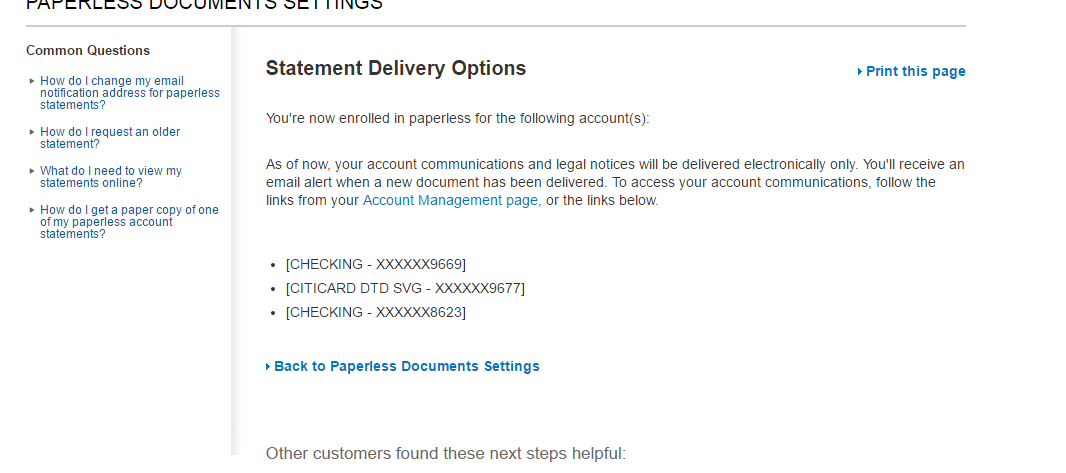 PAPERLESS DOCUMENTS SETTINGS
Common Questions
How do I change my email
notification address for paperless
statements?
How do I request an older
statement?
What do I need to view my
statements online?
How do I get a paper copy of one
of my paperless account
statements?
Statement Delivery Options
Print this page
You're now enrolled in paperless for the following account(s):
As of now, your account communications and legal notices will be delivered electronically only. You'll receive an
email alert when a new document has been delivered. To access your account communications, follow the
links from your Account Management page, or the links below.
[CHECKING - XXXXXX9669]
[CITICARD DTD SVG - XXXXXX9677]
[CHECKING - XXXXXX8623]
Back to Paperless Documents Settings
Other customers found these next steps helpful: